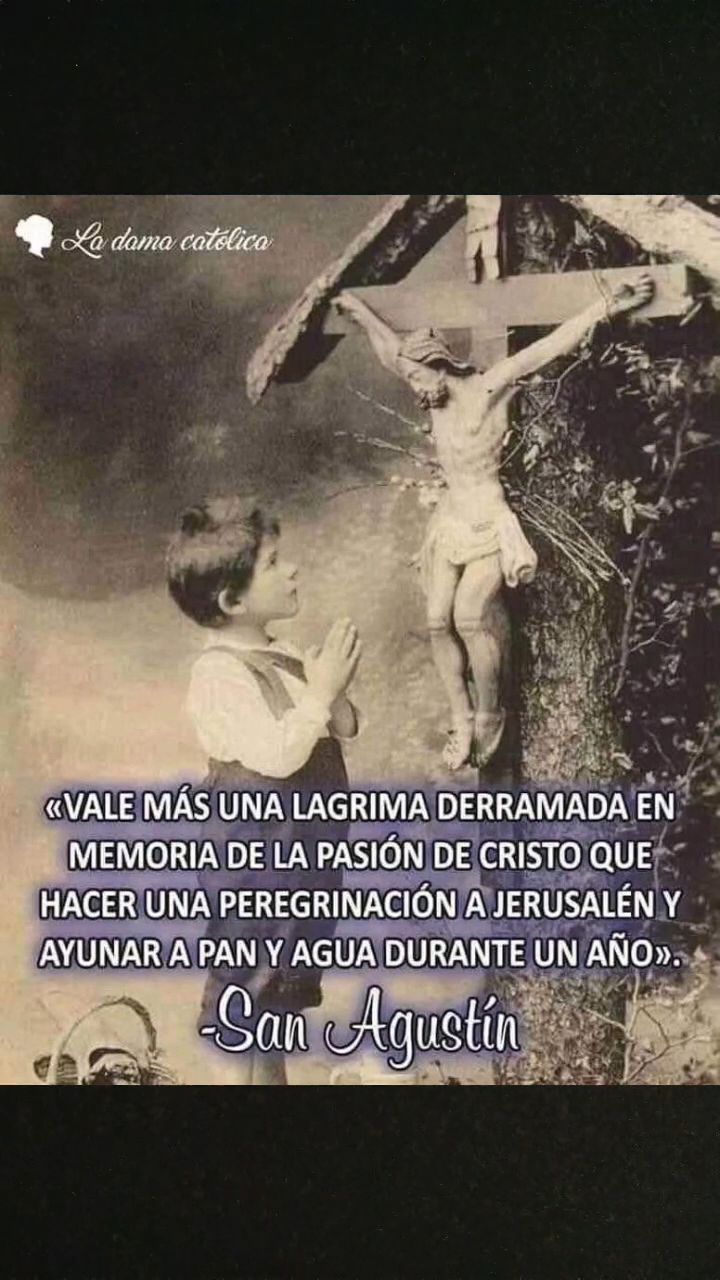 La dama católica
«VALE MÁS UNA LAGRIMA DERRAMADA EN
MEMORIA DE LA PASIÓN DE CRISTO QUE
HACER UNA PEREGRINACIÓN A JERUSALÉN Y
AYUNAR A PAN Y AGUA DURANTE UN AÑO».
-San Agustín